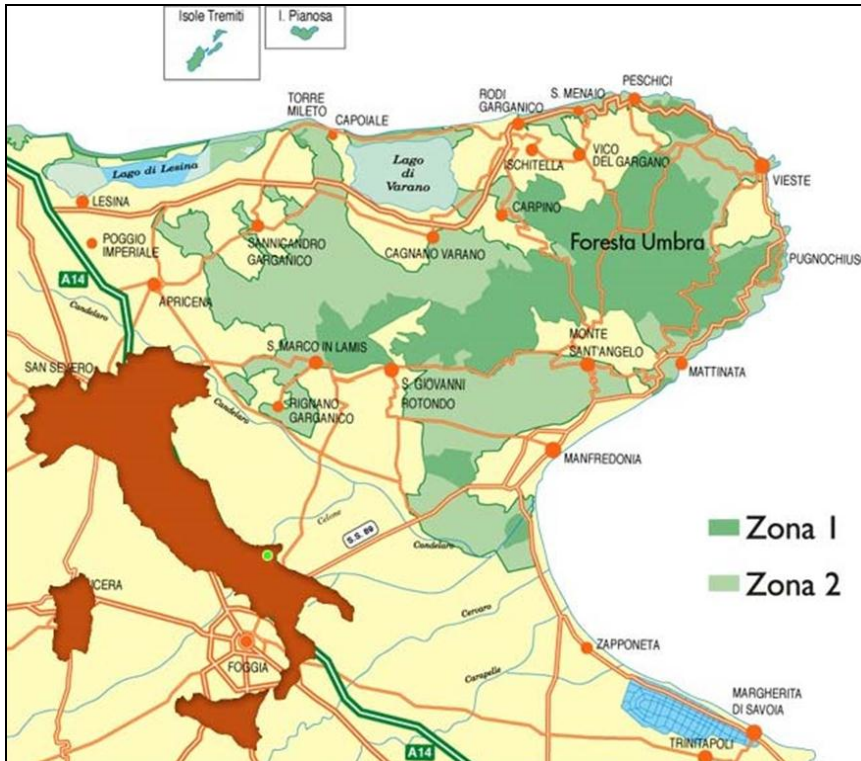 Isole Tremiti
I. Pianosa
TORRE
MILETO
CAPOIALE
RODI
GARGANICO
S. MENAIO
PESCHICI
Lago di Lesina
Lago
di
Varano
ISCHITELLA
VICO
DEL GARGANO
VIESTE
LESINA
CARPINO
POGGIO
IMPERIALE
SANNICANDRO
GARGANICO
CAGNANO VARANO
Foresta Umbra
PUGNOCHIUSO
A14
APRICENA
Candelaro
MONTE
SANT'ANGELO
S. MARCO IN LAMIS
SAN SEVERO
MATTINATA
S. GIOVANNI
ROTONDO
RIGNANO
GARGANICO
Candelaro
MANFREDONIA
Celone
S.S. 89
Candelaro
Zona 1
Zona 2
UCERA
Cervaro
ZAPPONETA
FOGGIA
Carapelle
MARGHERITA
DI SAVOIA
A14
TRINITAPOLI